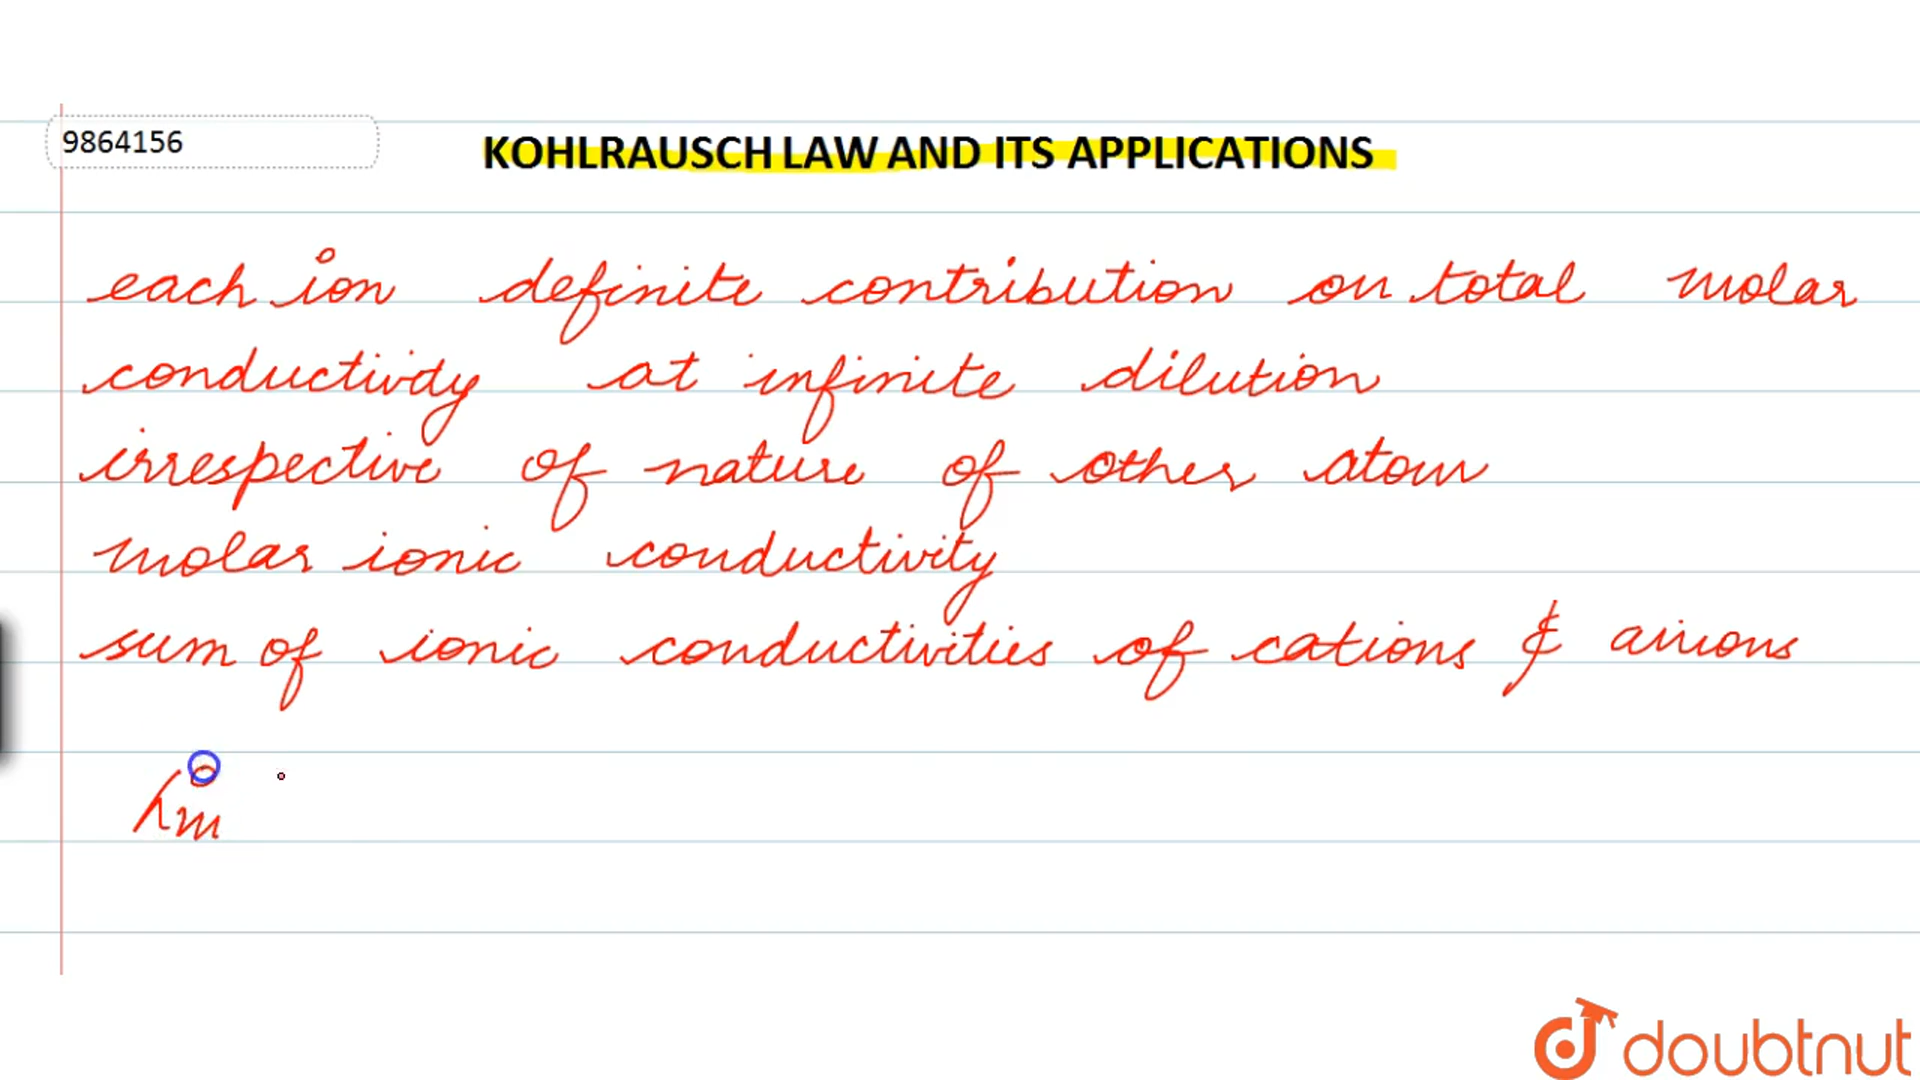 9864156
KOHLRAUSCH LAW AND ITS APPLICATIONS
each ion definite contribution on total molar
conductivity at infinite dilution
irrespective of nature of other atom
molar ionic conductivity
sum of ionic conductivities of cations & anions
λ°m
doubtnut